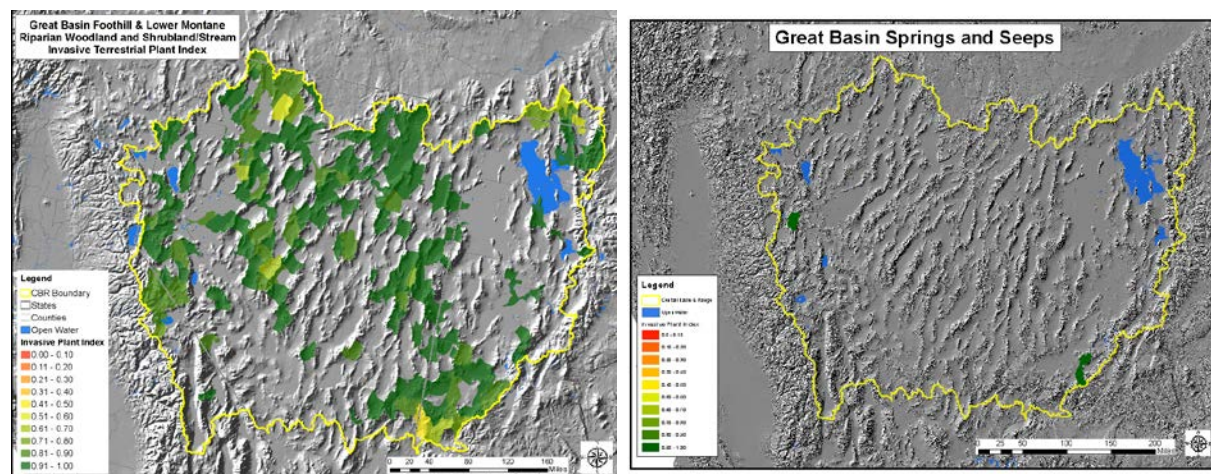 Great Basin Foothill & Lower Montane
Riparian Woodland and Shrubland/Stream
Invasive Terrestrial Plant Index
Legend
CBR Boundary
States
Counties
Open Water
Invasive Plant Index
0.00 - 0.10
0.11 - 0.20
0.21 - 0.30
0.31 - 0.40
0.41 - 0.50
0.51 - 0.60
0.61 - 0.70
0.71 - 0.80
0.81 - 0.90
0.91 - 1.00
0 20 40 80 120 160
Miles
Great Basin Springs and Seeps
Legend
Open Water
Invasive Plant Index
0 25 50 100 150 200
Miles